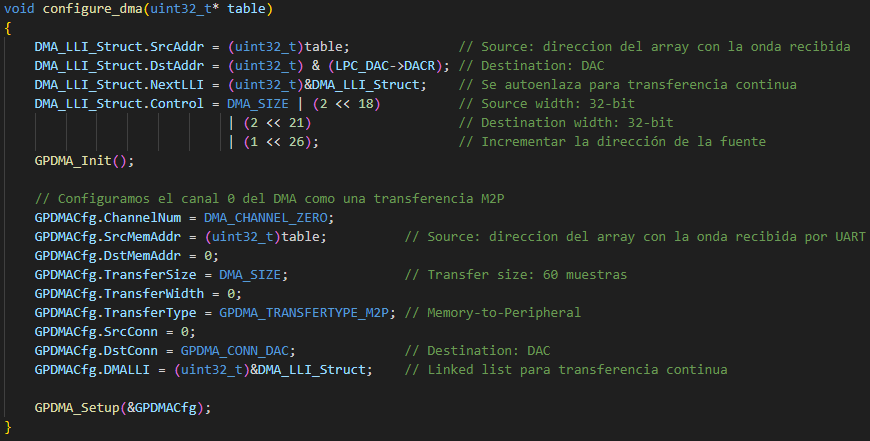 void configure_dma(uint32_t* table)
{
    DMA_LLI_Struct.SrcAddr = (uint32_t)table;              // Source: direccion del array con la onda recibida
    DMA_LLI_Struct.DstAddr = (uint32_t) & (LPC_DAC->DACR); // Destination: DAC
    DMA_LLI_Struct.NextLLI = (uint32_t)&DMA_LLI_Struct;    // Se autoenlaza para transferencia continua
    DMA_LLI_Struct.Control = DMA_SIZE | (2 << 18)          // Source width: 32-bit
                            | (2 << 21)                   // Destination width: 32-bit
                            | (1 << 26);                  // Incrementar la dirección de la fuente
    GPDMA_Init();

    // Configuramos el canal 0 del DMA como una transferencia M2P
    GPDMACfg.ChannelNum = DMA_CHANNEL_ZERO;
    GPDMACfg.SrcMemAddr = (uint32_t)table;          // Source: direccion del array con la onda recibida por UART
    GPDMACfg.DstMemAddr = 0;
    GPDMACfg.TransferSize = DMA_SIZE;               // Transfer size: 60 muestras
    GPDMACfg.TransferWidth = 0;
    GPDMACfg.TransferType = GPDMA_TRANSFERTYPE_M2P; // Memory-to-Peripheral
    GPDMACfg.SrcConn = 0;
    GPDMACfg.DstConn = GPDMA_CONN_DAC;              // Destination: DAC
    GPDMACfg.DMALLI = (uint32_t)&DMA_LLI_Struct;    // Linked list para transferencia continua

    GPDMA_Setup(&GPDMACfg);
}